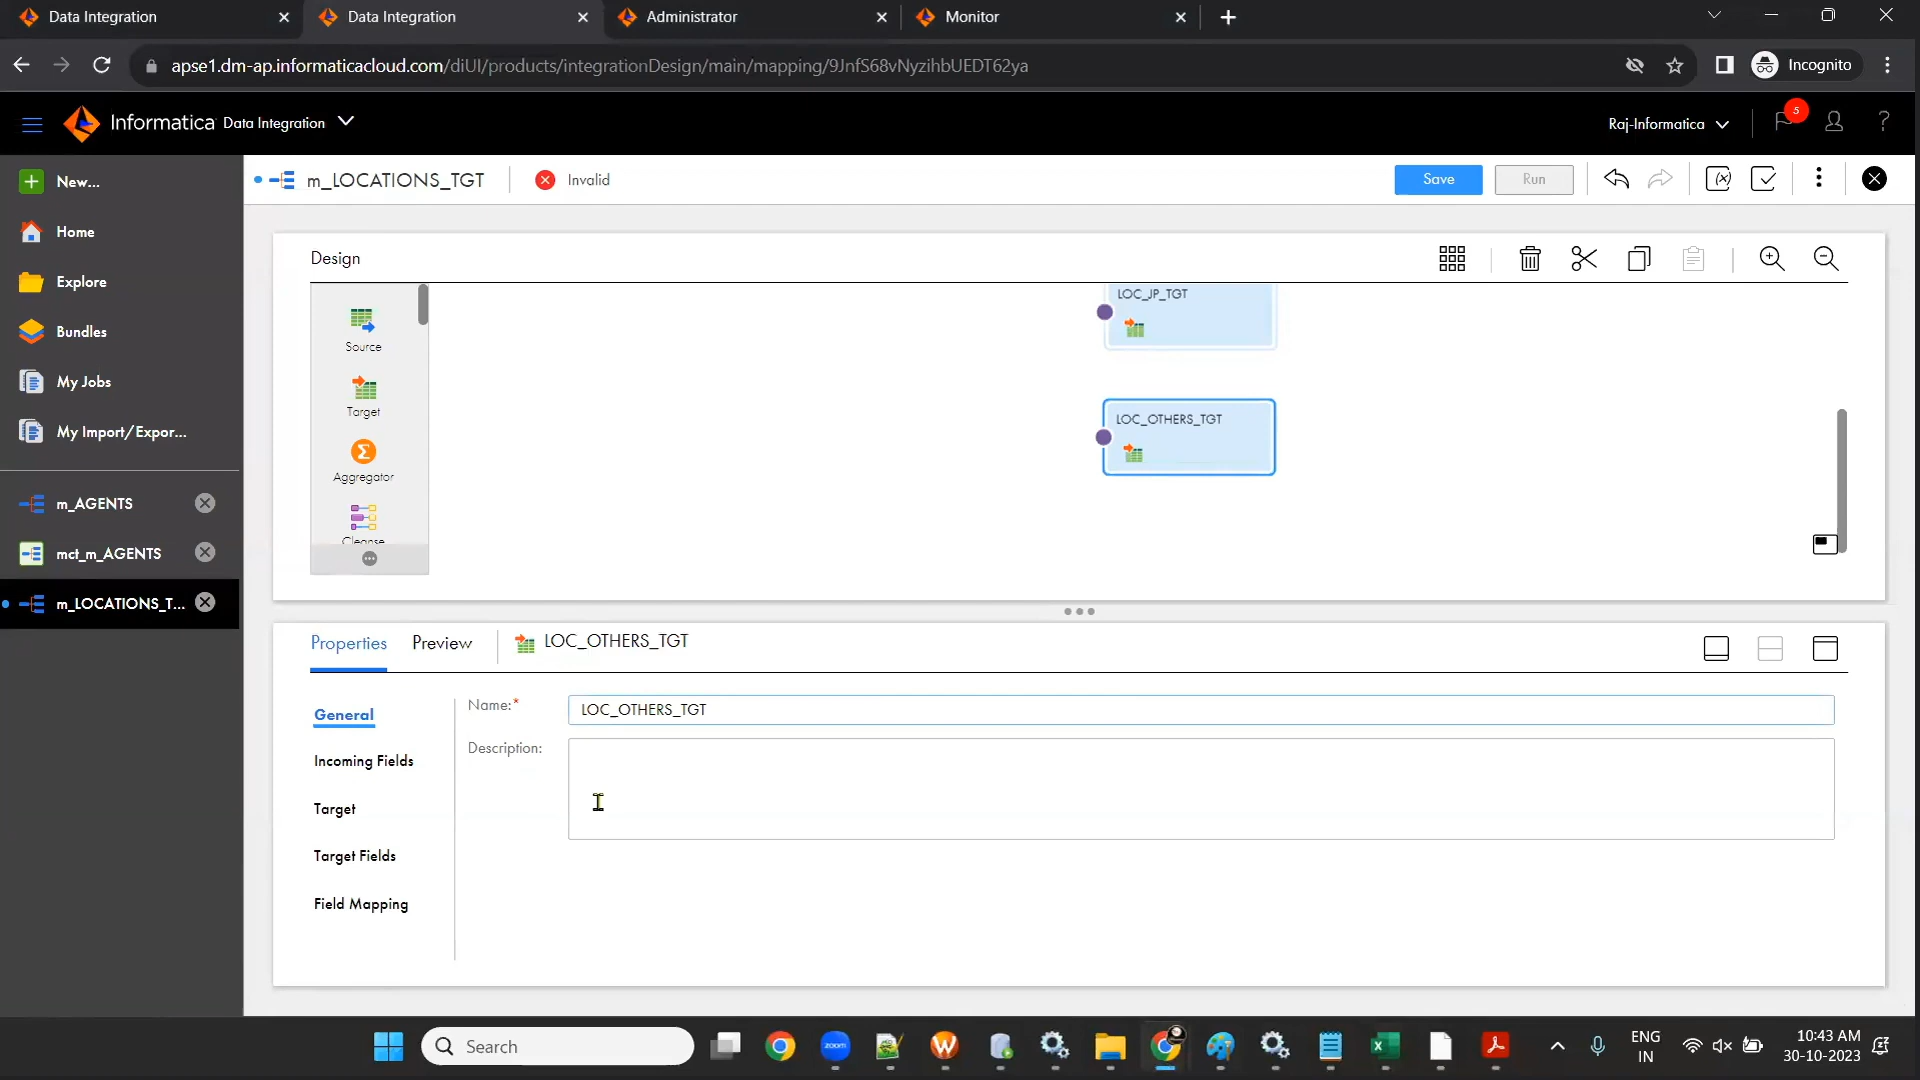 Data Integration
Data Integration
Administrator
Monitor
apse1.dm-ap.informaticacloud.com/diUI/products/integrationDesign/main/mapping/9JnfS68vNyzihbUEDT62ya
Incognito
Informatica Data Integration
Raj-Informatica
5
?
New...
m_LOCATIONS_TGT
Invalid
Save
Run
Home
Explore
Bundles
My Jobs
My Import/Expor...
m_AGENTS
mct_m_AGENTS
m_LOCATIONS_T...
Design
Source
Target
Aggregator
Cleanse
LOC_JP_TGT
LOC_OTHERS_TGT
Properties
Preview
LOC_OTHERS_TGT
General
Incoming Fields
Target
Target Fields
Field Mapping
Name:*
LOC_OTHERS_TGT
Description:
Search
zoom
ENG
IN
10:43 AM
30-10-2023